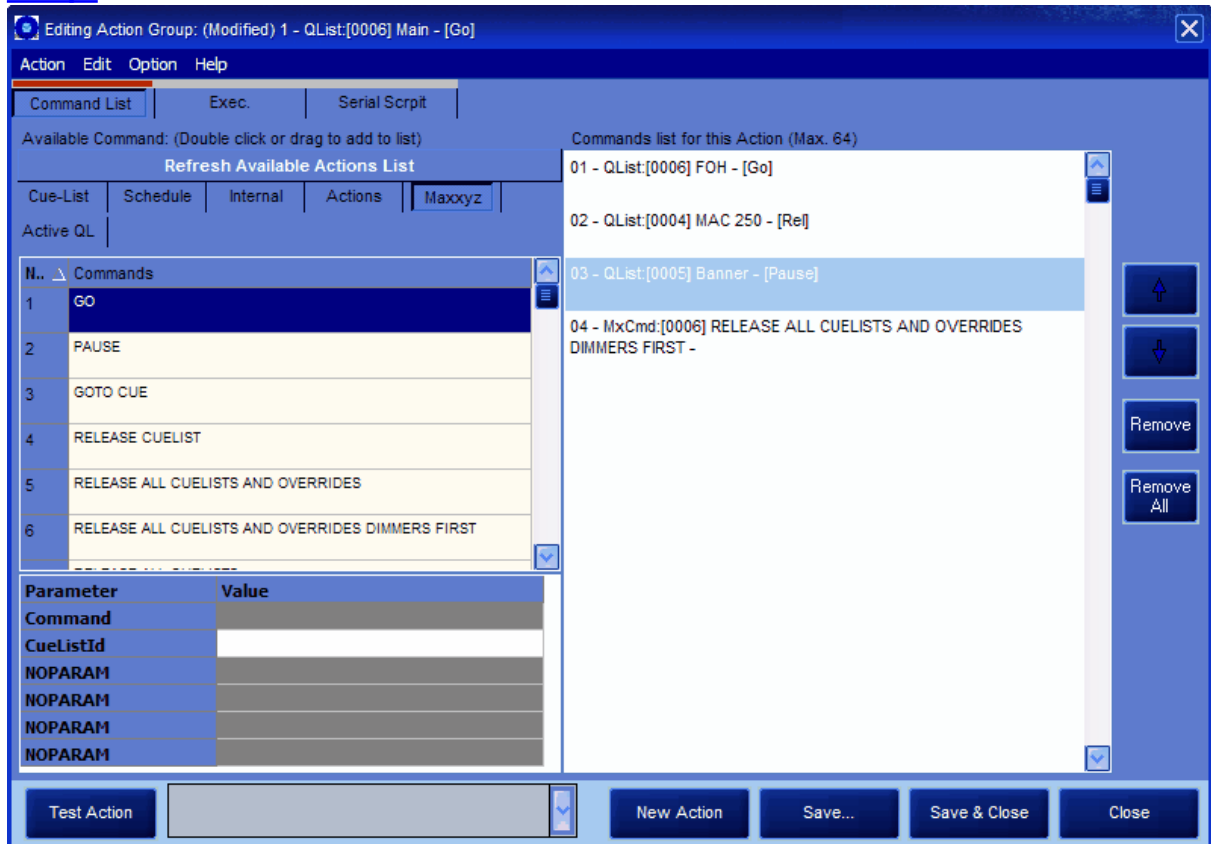 Editing Action Group: (Modified) 1 - QList:[0006] Main - [Go]
Action Edit Option Help
Command List Exec. Serial Scrpit
Available Command: (Double click or drag to add to list)
Refresh Available Actions List
Cue-List Schedule Internal Actions Maxxyz
Active QL
N.. Commands
1 GO
2 PAUSE
3 GOTO CUE
4 RELEASE CUELIST
5 RELEASE ALL CUELISTS AND OVERRIDES
6 RELEASE ALL CUELISTS AND OVERRIDES DIMMERS FIRST
Parameter Value
Command
CueListId
NOPARAM
NOPARAM
NOPARAM
NOPARAM
Commands list for this Action (Max. 64)
01 - QList:[0006] FOH - [Go]
02 - QList:[0004] MAC 250 - [Rel]
03 - QList:[0005] Banner - [Pause]
04 - MxCmd:[0006] RELEASE ALL CUELISTS AND OVERRIDES
DIMMERS FIRST -
Remove
Remove
All
Test Action New Action Save... Save & Close Close